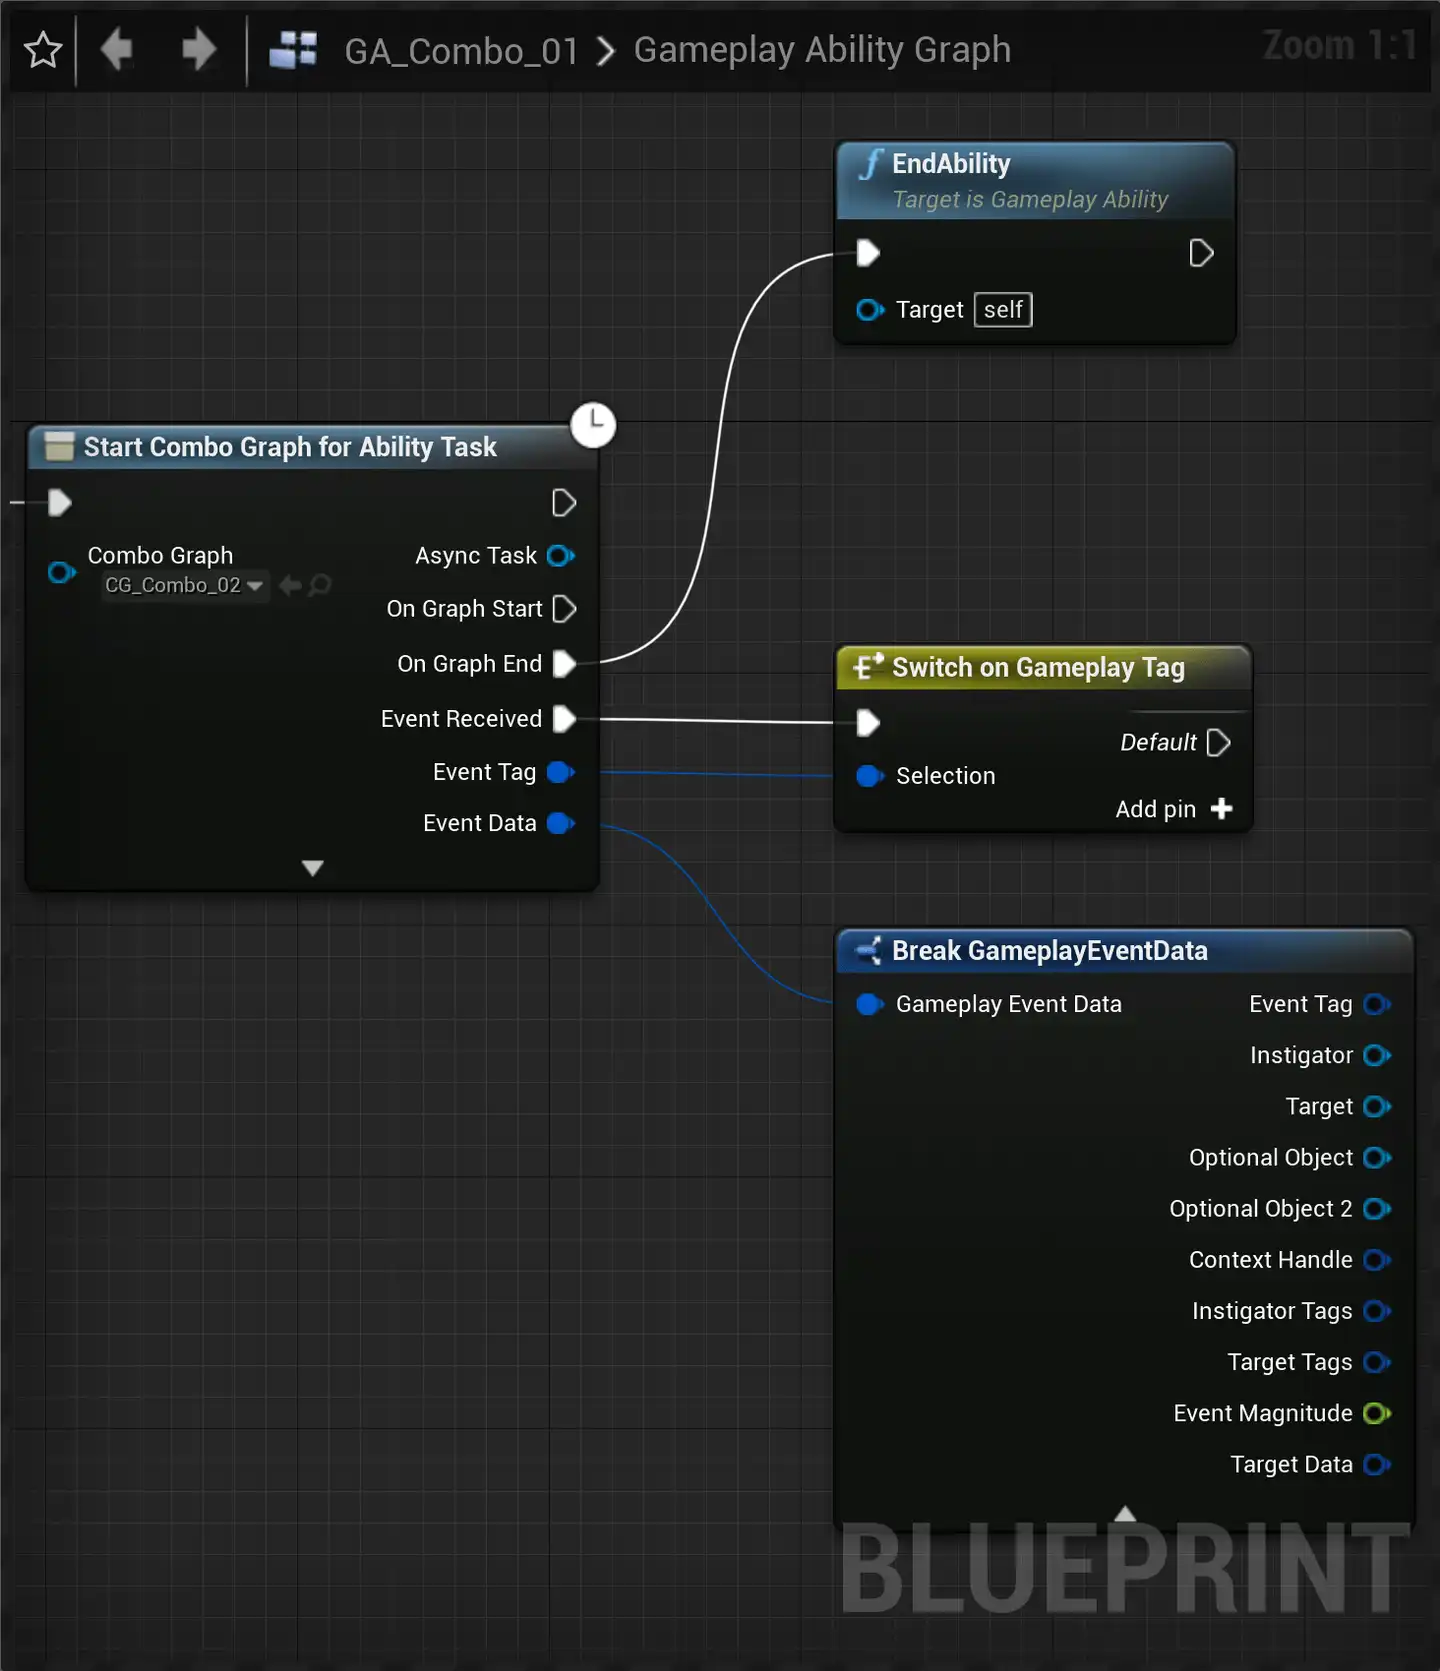 GA_Combo_01 > Gameplay Ability Graph
Zoom 1:1
EndAbility
Target is Gameplay Ability
Target self
Start Combo Graph for Ability Task
Combo Graph
CG_Combo_02
Async Task
On Graph Start
On Graph End
Event Received
Event Tag
Event Data
Switch on Gameplay Tag
Default
Selection
Add pin
Break GameplayEventData
Gameplay Event Data
Event Tag
Instigator
Target
Optional Object
Optional Object 2
Context Handle
Instigator Tags
Target Tags
Event Magnitude
Target Data
BLUEPRINT